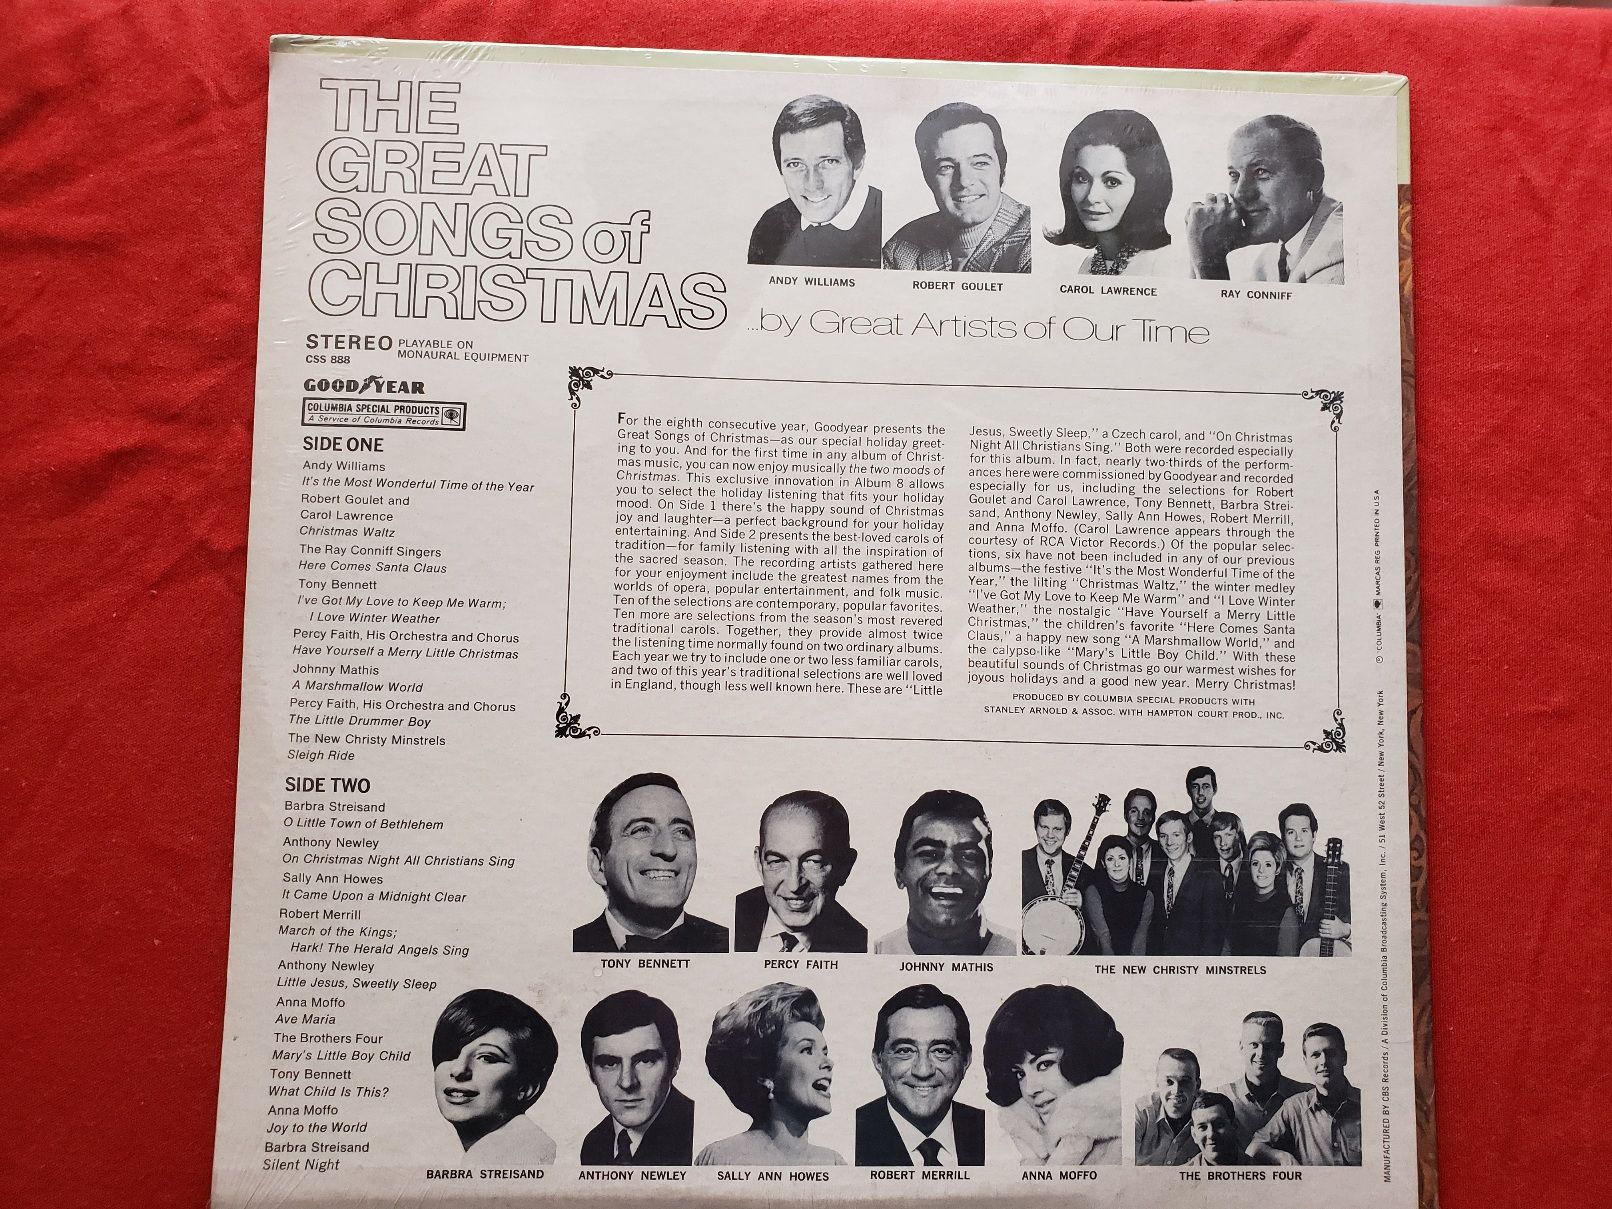 THE
GREAT
SONGS of
CHRISTMAS
ANDY WILLIAMS
ROBERT GOULET
CAROL LAWRENCE
RAY CONNIFF
...by Great Artists of Our Time
STEREO PLAYABLE ON
MONAURAL EQUIPMENT
CSS 888
GOODYEAR
COLUMBIA SPECIAL PRODUCTS
A Service of Columbia Records
SIDE ONE
Andy Williams
It's the Most Wonderful Time of the Year
Robert Goulet and
Carol Lawrence
Christmas Waltz
The Ray Conniff Singers
Here Comes Santa Claus
Tony Bennett
I've Got My Love to Keep Me Warm;
I Love Winter Weather
Percy Faith, His Orchestra and Chorus
Have Yourself a Merry Little Christmas
Johnny Mathis
A Marshmallow World
Percy Faith, His Orchestra and Chorus
The Little Drummer Boy
The New Christy Minstrels
Sleigh Ride
SIDE TWO
Barbra Streisand
O Little Town of Bethlehem
Anthony Newley
On Christmas Night All Christians Sing
Sally Ann Howes
It Came Upon a Midnight Clear
Robert Merrill
March of the Kings;
Hark! The Herald Angels Sing
Anthony Newley
Little Jesus, Sweetly Sleep
Anna Moffo
Ave Maria
The Brothers Four
Mary's Little Boy Child
Tony Bennett
What Child Is This?
Anna Moffo
Joy to the World
Barbra Streisand
Silent Night
For the eighth consecutive year, Goodyear presents the
Great Songs of Christmas—as our special holiday greet-
ing to you. And for the first time in any album of Christ-
mas music, you can now enjoy musically the two moods of
Christmas. This exclusive innovation in Album 8 allows
you to select the holiday listening that fits your holiday
mood. On Side 1 there's the happy sound of Christmas
joy and laughter—a perfect background for your holiday
entertaining. And Side 2 presents the best-loved carols of
tradition—for family listening with all the inspiration of
the sacred season. The recording artists gathered here
for your enjoyment include the greatest names from the
worlds of opera, popular entertainment, and folk music.
Ten of the selections are contemporary, popular favorites.
Ten more are selections from the season's most revered
traditional carols. Together, they provide almost twice
the listening time normally found on two ordinary albums.
Each year we try to include one or two less familiar carols,
and two of this year's traditional selections are well loved
in England, though less well known here. These are "Little
Jesus, Sweetly Sleep," a Czech carol, and "On Christmas
Night All Christians Sing." Both were recorded especially
for this album. In fact, nearly two-thirds of the perform-
ances here were commissioned by Goodyear and recorded
especially for us, including the selections for Robert
Goulet and Carol Lawrence, Tony Bennett, Barbra Strei-
sand, Anthony Newley, Sally Ann Howes, Robert Merrill,
and Anna Moffo. (Carol Lawrence appears through the
courtesy of RCA Victor Records.) Of the popular selec-
tions, six have not been included in any of our previous
albums—the festive "It's the Most Wonderful Time of the
Year," the lilting "Christmas Waltz," the winter medley
"I've Got My Love to Keep Me Warm" and "I Love Winter
Weather," the nostalgic "Have Yourself a Merry Little
Christmas," the children's favorite "Here Comes Santa
Claus," a happy new song "A Marshmallow World," and
the calypso-like "Mary's Little Boy Child." With these
beautiful sounds of Christmas go our warmest wishes for
joyous holidays and a good new year. Merry Christmas!
PRODUCED BY COLUMBIA SPECIAL PRODUCTS WITH
STANLEY ARNOLD & ASSOC. WITH HAMPTON COURT PROD., INC.
TONY BENNETT
PERCY FAITH
JOHNNY MATHIS
THE NEW CHRISTY MINSTRELS
BARBRA STREISAND
ANTHONY NEWLEY
SALLY ANN HOWES
ROBERT MERRILL
ANNA MOFFO
THE BROTHERS FOUR
MANUFACTURED BY CBS Records / A Division of Columbia Broadcasting System, Inc. / 51 West 52 Street / New York, New York ℗ "COLUMBIA" MARCAS REG. PRINTED IN U.S.A.